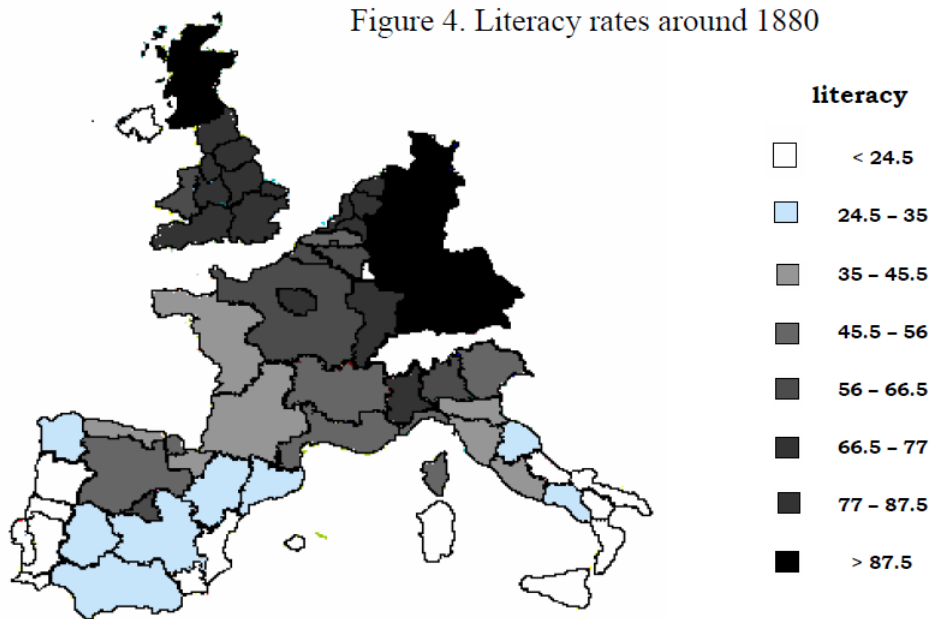 Figure 4. Literacy rates around 1880
literacy
< 24.5
24.5 – 35
35 – 45.5
45.5 – 56
56 – 66.5
66.5 – 77
77 – 87.5
> 87.5